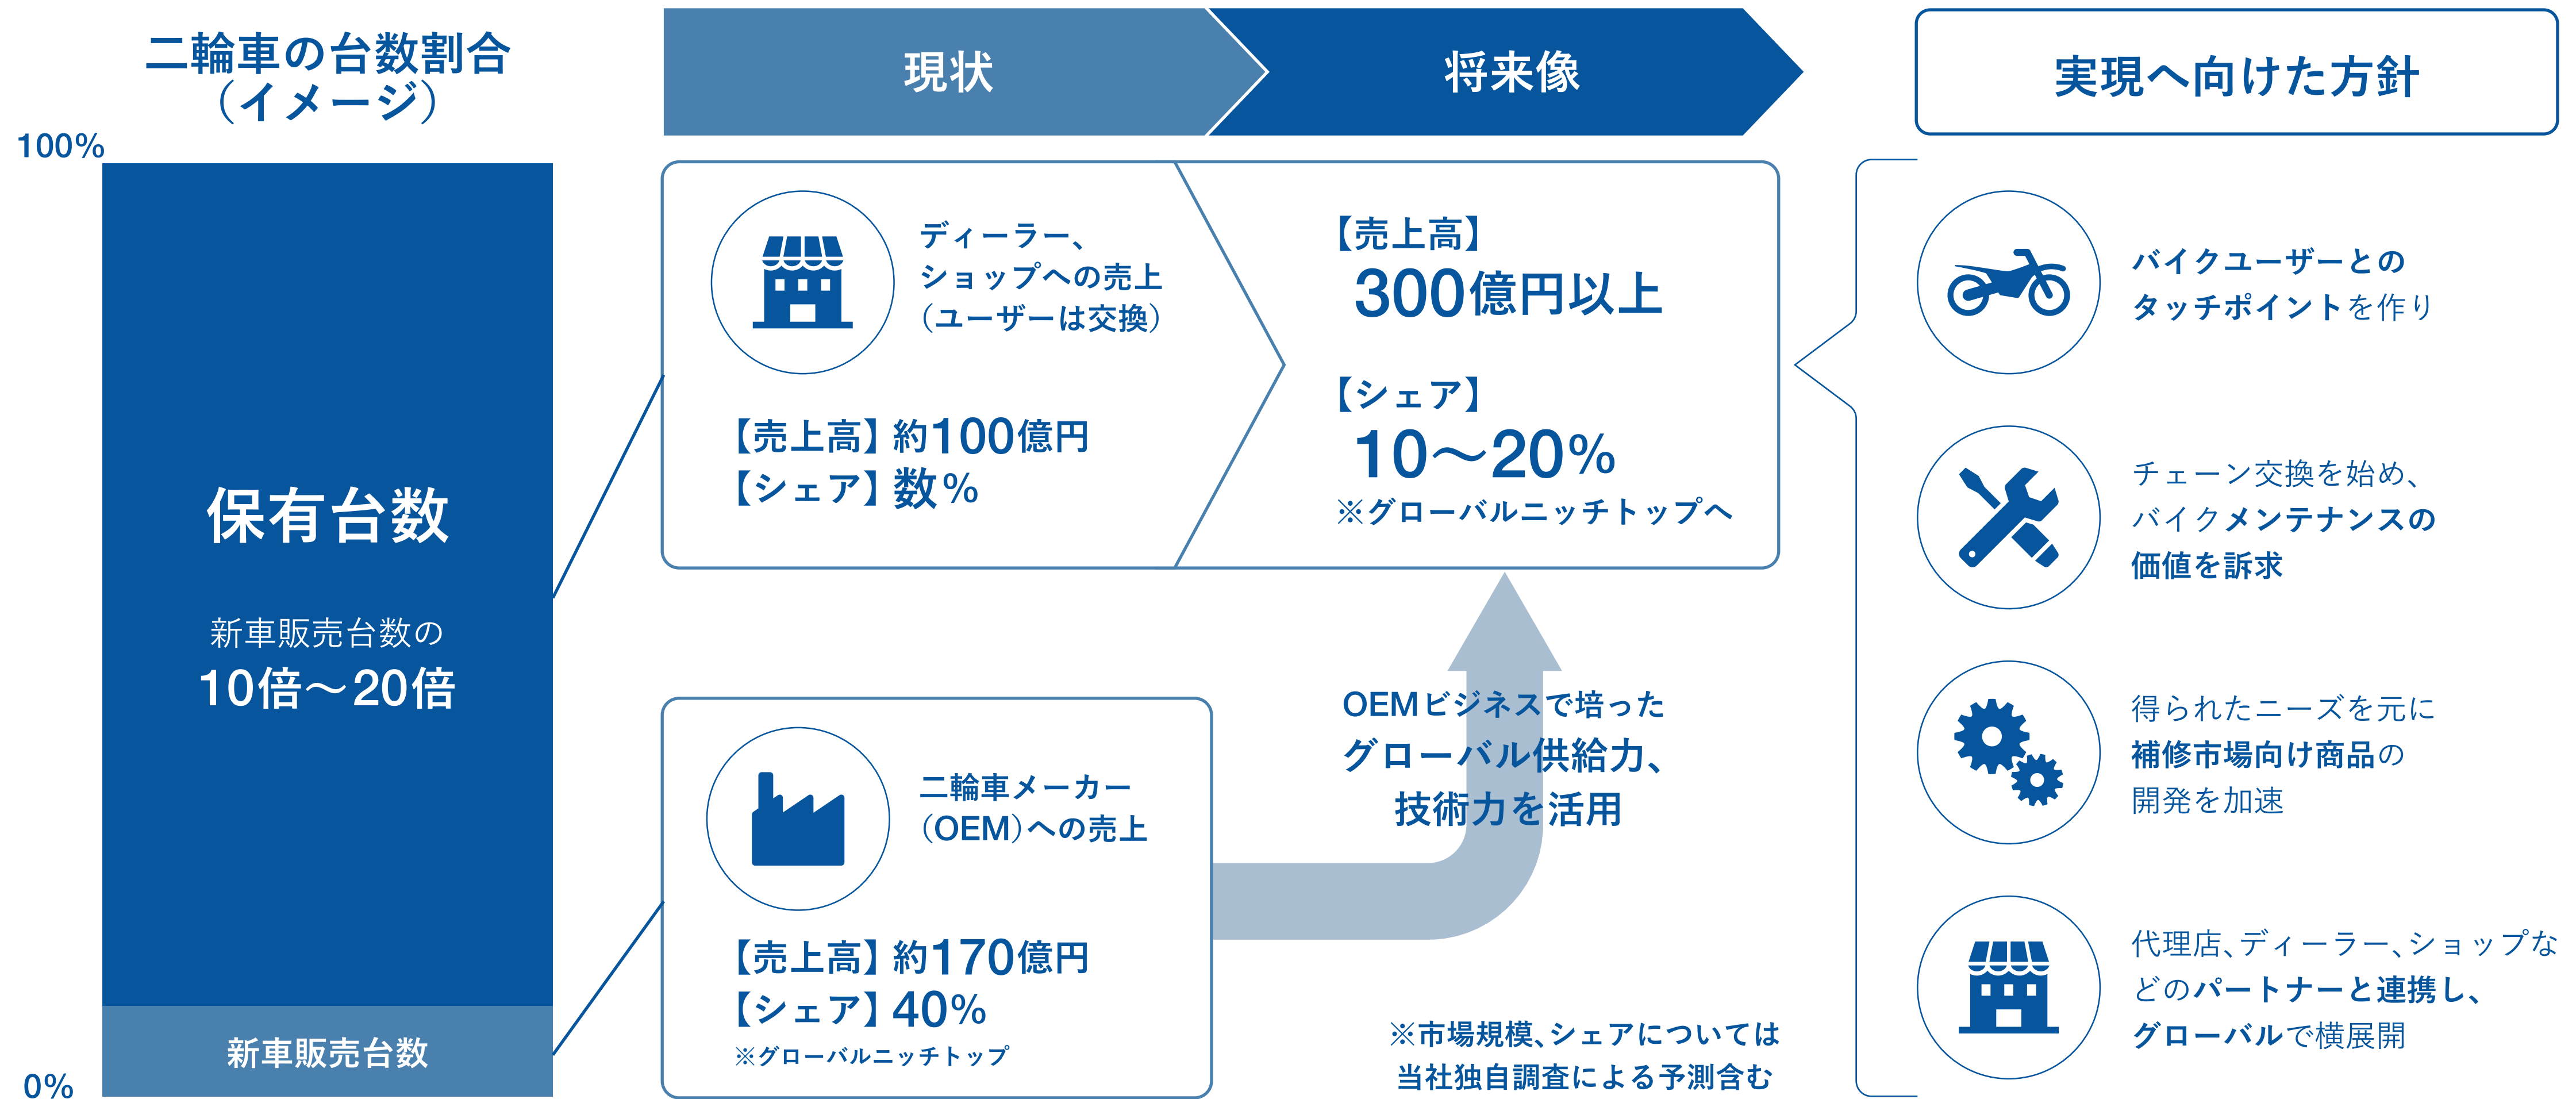 二輪車の台数割合
（イメージ）
100%
保有台数
新車販売台数の
10倍～20倍
新車販売台数
0%
現状
将来像
ディーラー、
ショップへの売上
（ユーザーは交換）
【売上高】約100億円
【シェア】数%
【売上高】
300億円以上
【シェア】
10～20%
※グローバルニッチトップへ
二輪車メーカー
（OEM）への売上
【売上高】約170億円
【シェア】40%
※グローバルニッチトップ
OEMビジネスで培った
グローバル供給力、
技術力を活用
※市場規模、シェアについては
当社独自調査による予測含む
実現へ向けた方針
バイクユーザーとの
タッチポイントを作り
チェーン交換を始め、
バイクメンテナンスの
価値を訴求
得られたニーズを元に
補修市場向け商品の
開発を加速
代理店、ディーラー、ショップな
どのパートナーと連携し、
グローバルで横展開